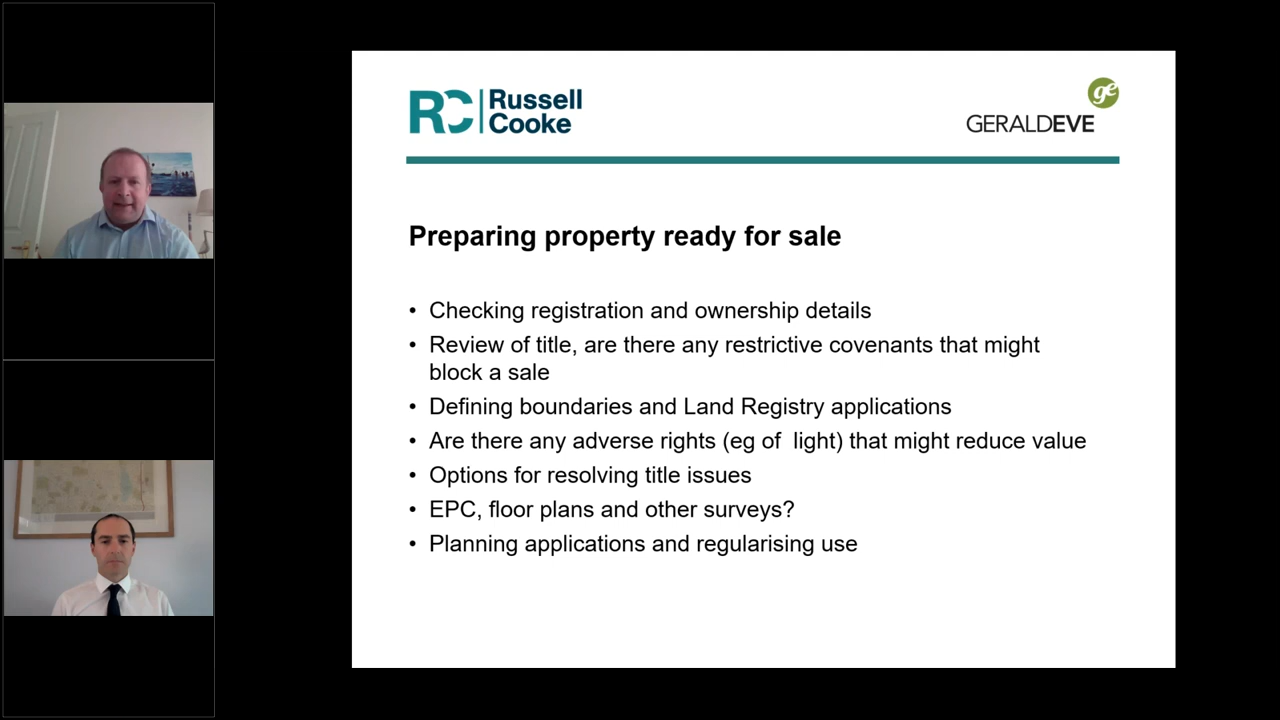 RC Russell
Cooke
ge
GERALDEVE
Preparing property ready for sale
• Checking registration and ownership details
• Review of title, are there any restrictive covenants that might
block a sale
• Defining boundaries and Land Registry applications
• Are there any adverse rights (eg of  light) that might reduce value
• Options for resolving title issues
• EPC, floor plans and other surveys?
• Planning applications and regularising use